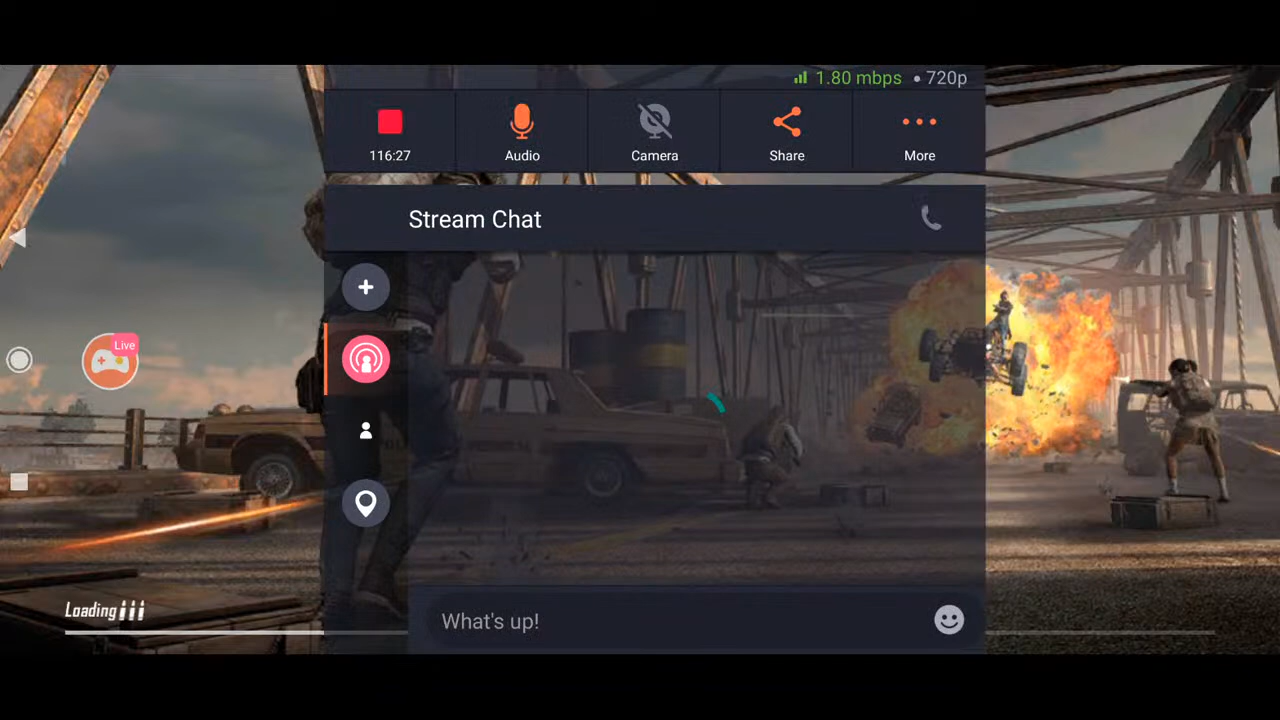 1.80 mbps • 720p
116:27
Audio
Camera
Share
More
Stream Chat
Live
Loading
What's up!